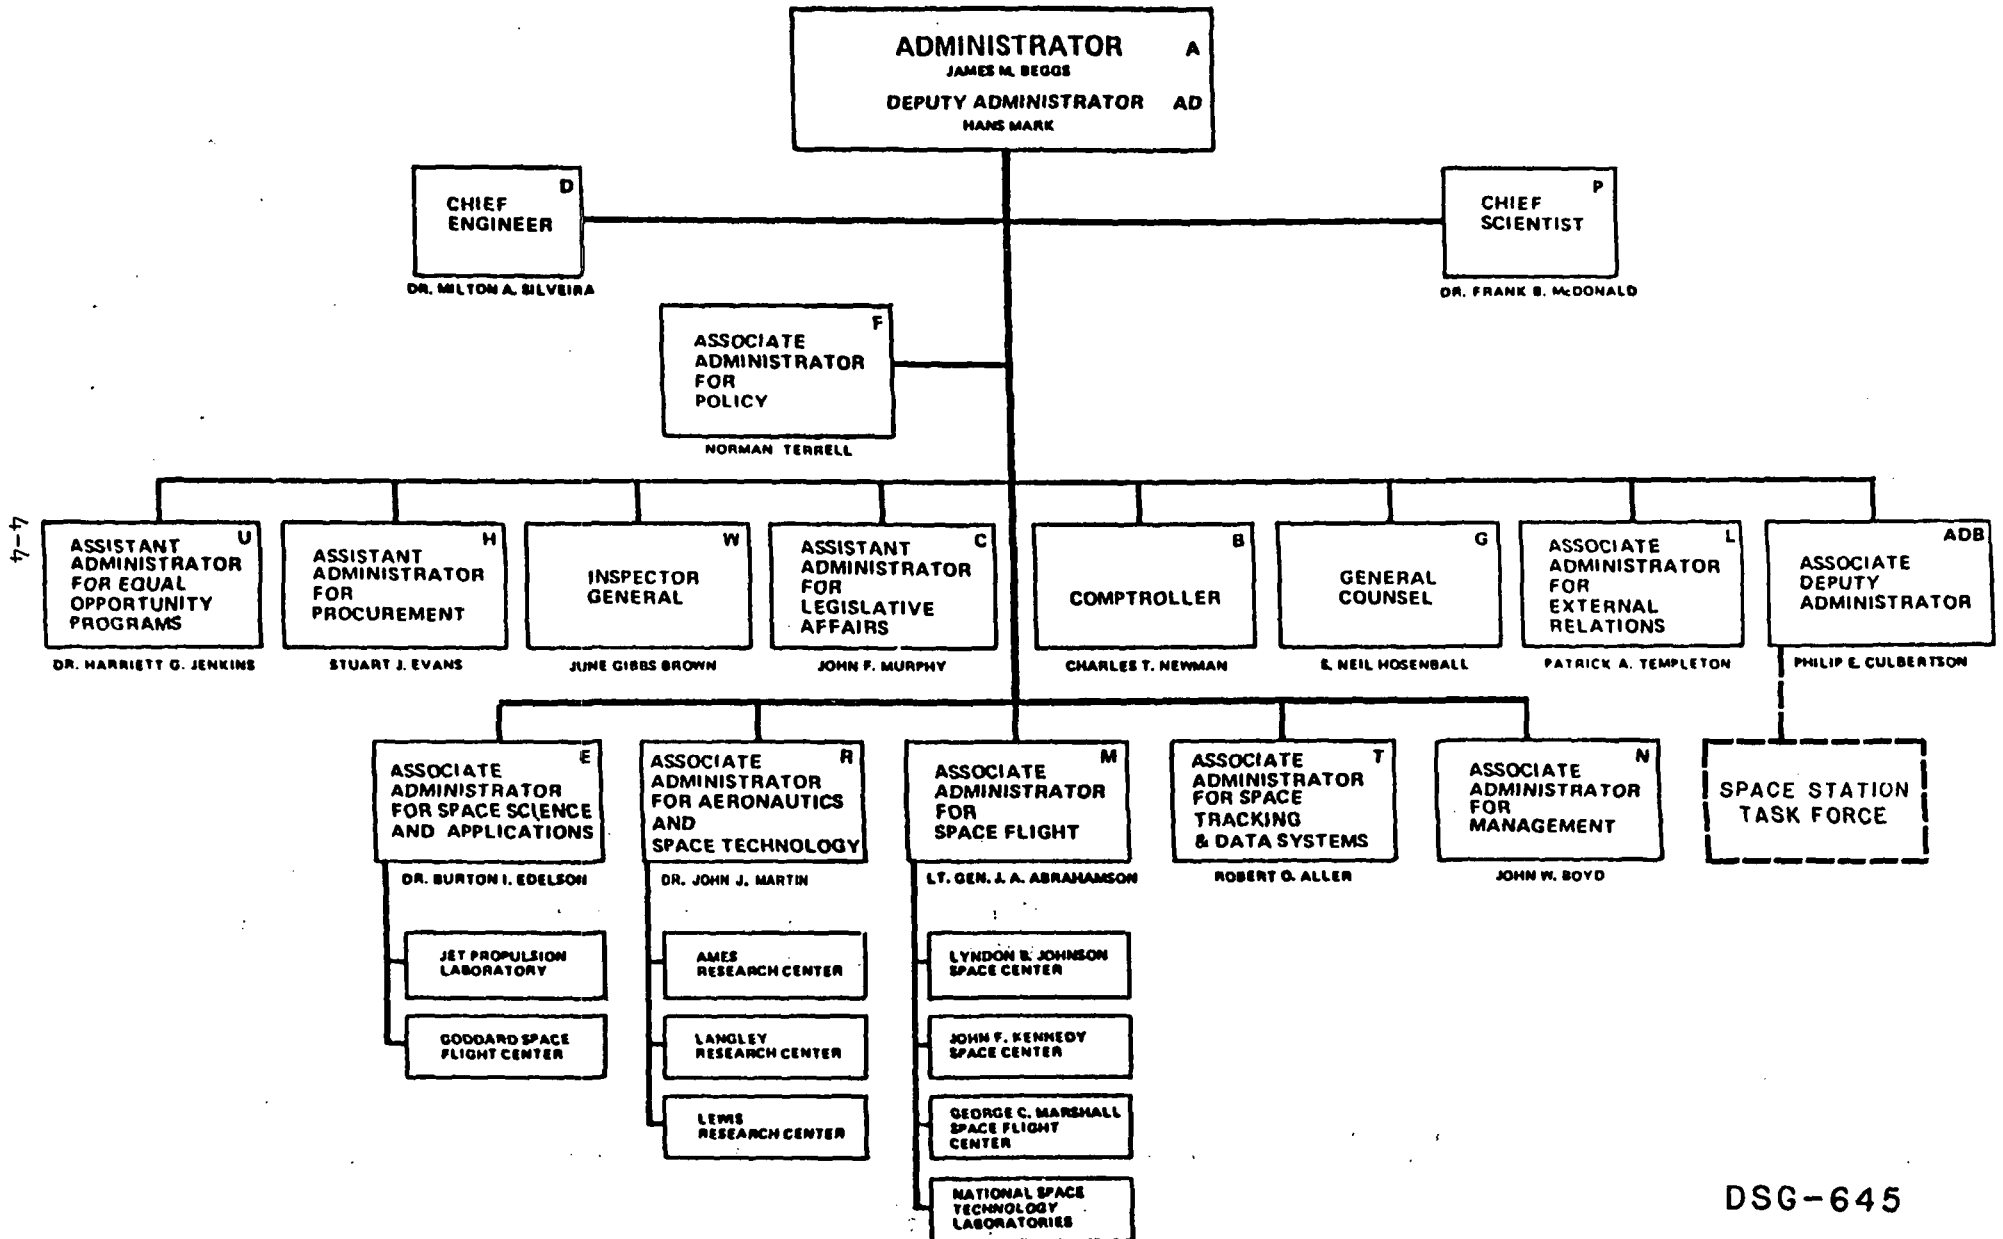 ADMINISTRATOR A
JAMES M. BEGGS
DEPUTY ADMINISTRATOR AD
HANS MARK
D
CHIEF
ENGINEER
DR. MILTON A. SILVEIRA
P
CHIEF
SCIENTIST
DR. FRANK B. McDONALD
F
ASSOCIATE
ADMINISTRATOR
FOR
POLICY
NORMAN TERRELL
4-4
U
ASSISTANT
ADMINISTRATOR
FOR EQUAL
OPPORTUNITY
PROGRAMS
DR. HARRIETT G. JENKINS
H
ASSISTANT
ADMINISTRATOR
FOR
PROCUREMENT
STUART J. EVANS
W
INSPECTOR
GENERAL
JUNE GIBBS BROWN
C
ASSISTANT
ADMINISTRATOR
FOR
LEGISLATIVE
AFFAIRS
JOHN F. MURPHY
B
COMPTROLLER
CHARLES T. NEWMAN
G
GENERAL
COUNSEL
S. NEIL HOSENBALL
L
ASSOCIATE
ADMINISTRATOR
FOR
EXTERNAL
RELATIONS
PATRICK A. TEMPLETON
ADB
ASSOCIATE
DEPUTY
ADMINISTRATOR
PHILIP E. CULBERTSON
E
ASSOCIATE
ADMINISTRATOR
FOR SPACE SCIENCE
AND APPLICATIONS
DR. BURTON I. EDELSON
R
ASSOCIATE
ADMINISTRATOR
FOR AERONAUTICS
AND
SPACE TECHNOLOGY
DR. JOHN J. MARTIN
M
ASSOCIATE
ADMINISTRATOR
FOR
SPACE FLIGHT
LT. GEN. J. A. ABRAHAMSON
T
ASSOCIATE
ADMINISTRATOR
FOR SPACE
TRACKING
& DATA SYSTEMS
ROBERT O. ALLER
N
ASSOCIATE
ADMINISTRATOR
FOR
MANAGEMENT
JOHN W. BOYD
SPACE STATION
TASK FORCE
JET PROPULSION
LABORATORY
GODDARD SPACE
FLIGHT CENTER
AMES
RESEARCH CENTER
LANGLEY
RESEARCH CENTER
LEWIS
RESEARCH CENTER
LYNDON B. JOHNSON
SPACE CENTER
JOHN F. KENNEDY
SPACE CENTER
GEORGE C. MARSHALL
SPACE FLIGHT
CENTER
NATIONAL SPACE
TECHNOLOGY
LABORATORIES
DSG-645